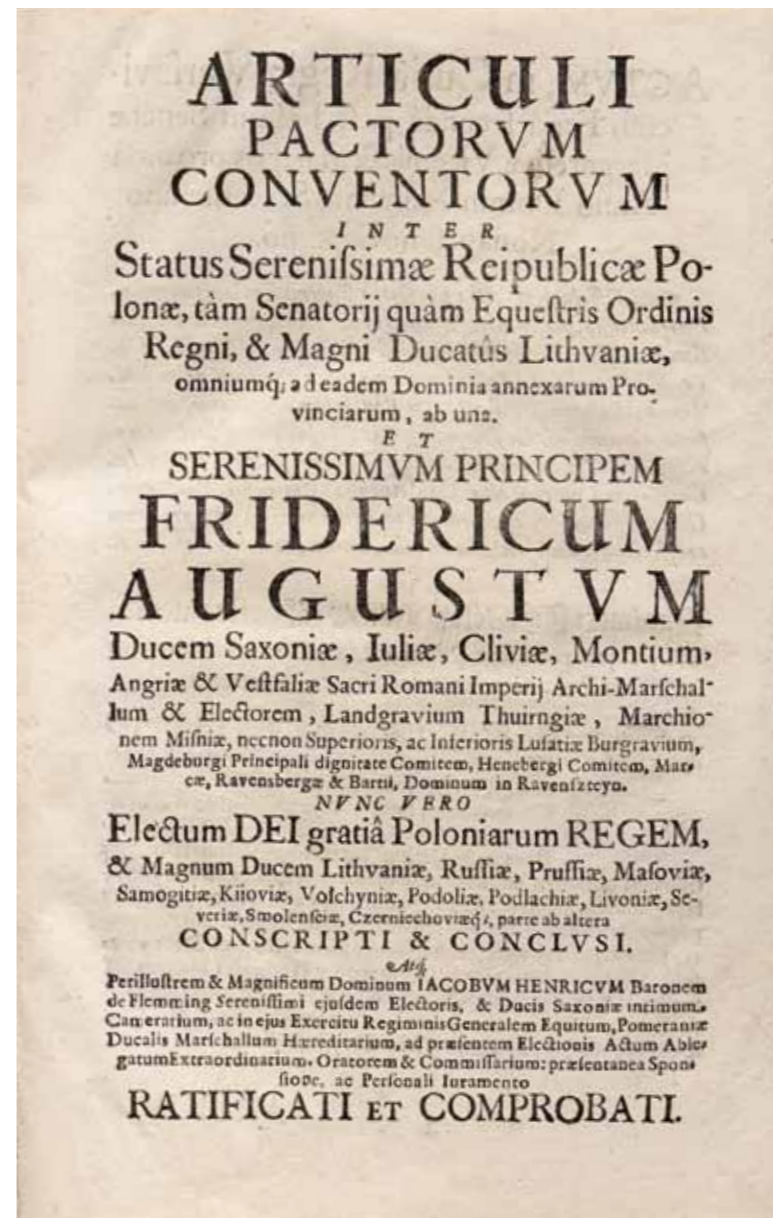 ARTICULI
PACTORVM
CONVENTORVM
INTER
Status Sereniſsimæ Reipublicæ Po-
lonæ, tàm Senatorij quàm Equeſtris Ordinis
Regni, & Magni Ducatûs Lithvaniæ,
omniumq́; ad eadem Dominia annexarum Pro-
vinciarum, ab una.
ET
SERENISSIMVM PRINCIPEM
FRIDERICUM
AUGUSTVM
Ducem Saxoniæ, Iuliæ, Cliviæ, Montium,
Angriæ & Veſtfaliæ Sacri Romani Imperij Archi-Marſchal-
lum & Electorem, Landgravium Thuirngiæ, Marchio-
nem Miſniæ, necnon Superioris, ac Inferioris Luſatiæ Burgravium,
Magdeburgi Principali dignitate Comitem, Henebergi Comitem, Mar-
cæ, Ravensbergæ & Bartii, Dominum in Ravenſzteyn.
NVNC VERO
Electum DEI gratiâ Poloniarum REGEM,
& Magnum Ducem Lithvaniæ, Ruſſiæ, Pruſſiæ, Maſoviæ,
Samogitiæ, Kiioviæ, Volchyniæ, Podoliæ, Podlachiæ, Livoniæ, Se-
veriæ, Smolenſciæ, Czerniechoviæq́;, parte ab altera
CONSCRIPTI & CONCLVSI.
Atq́;
Perilluſtrem & Magnificum Dominum IACOBVM HENRICVM Baronem
de Flemming Sereniſſimi ejuſdem Electoris, & Ducis Saxoniæ intimum,
Camerarium, ac in ejus Exercitu Regiminis Generalem Equitum, Pomeraniæ
Ducalis Marſchallum Hæreditarium, ad præſentem Electionis Actum Able-
gatum Extraordinarium, Oratorem & Commiſſarium: præſentanea Spon-
ſione, ac Perſonali Iuramento
RATIFICATI ET COMPROBATI.